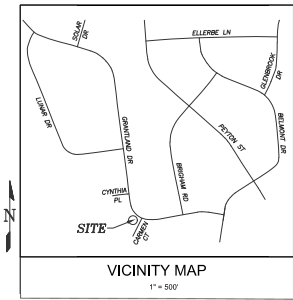 SOLAR
DR
ELLERBE LN
GLENBROOK
DR
LUNAR DR
GRANTLAND DR
PEYTON ST
BELMONT DR
BRIGHAM RD
CYNTHIA
PL
N
SITE
CARMEN
CT
VICINITY MAP
1" = 500'